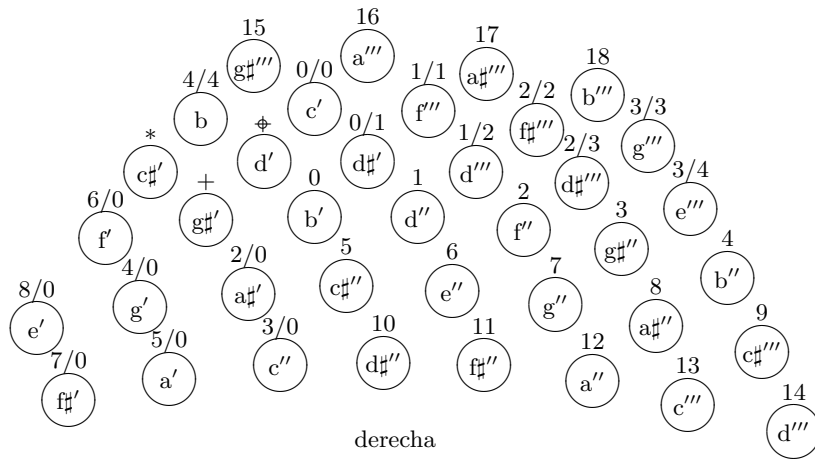 15 16 17 18
g♯′′′ a′′′ a♯′′′ b′′′
4/4 0/0 1/1 2/2 3/3
b c′ f′′′ f♯′′′ g′′′
* ⌖ 0/1 1/2 2/3 3/4
c♯′ d′ d♯′ d′′′ d♯′′′ e′′′
6/0 + 0 1 2 3 4
f′ g♯′ b′ d′′ f′′ g♯′′ b′′
8/0 4/0 2/0 5 6 7 8 9
e′ g′ a♯′ c♯′′ e′′ g′′ a♯′′ c♯′′′
7/0 5/0 3/0 10 11 12 13 14
f♯′ a′ c′′ d♯′′ f♯′′ a′′ c′′′ d′′′
derecha